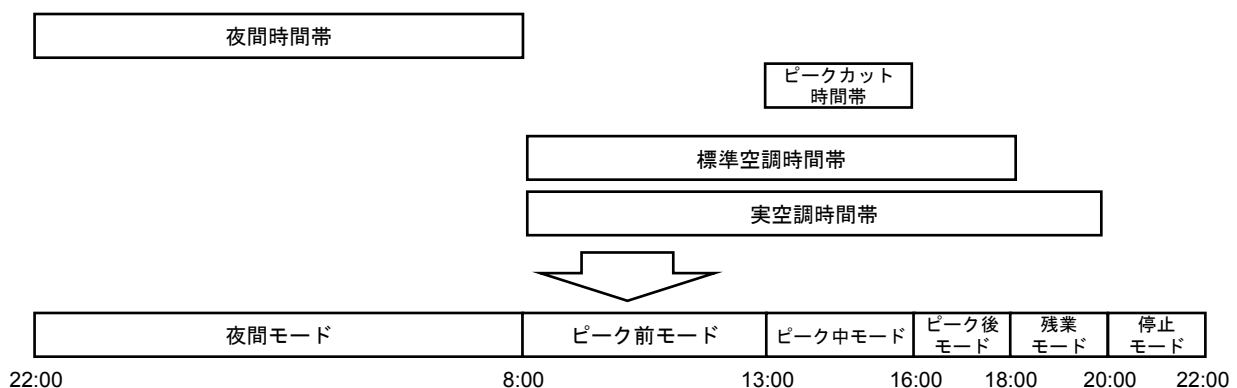 夜間時間帯
ピークカット
時間帯
標準空調時間帯
実空調時間帯
夜間モード
ピーク前モード
ピーク中モード
ピーク後
モード
残業
モード
停止
モード
22:00
8:00
13:00
16:00
18:00
20:00
22:00